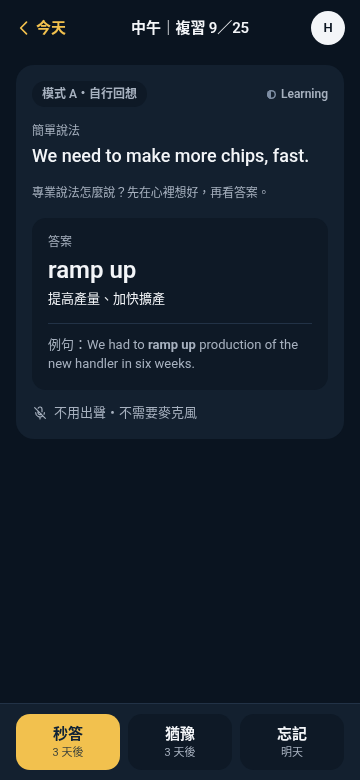 今天
中午｜複習 9／25
H
模式 A・自行回想
Learning
簡單說法
We need to make more chips, fast.
專業說法怎麼說？先在心裡想好，再看答案。
答案
ramp up
提高產量、加快擴產
例句：We had to ramp up production of the
new handler in six weeks.
不用出聲・不需要麥克風
秒答
3 天後
猶豫
3 天後
忘記
明天